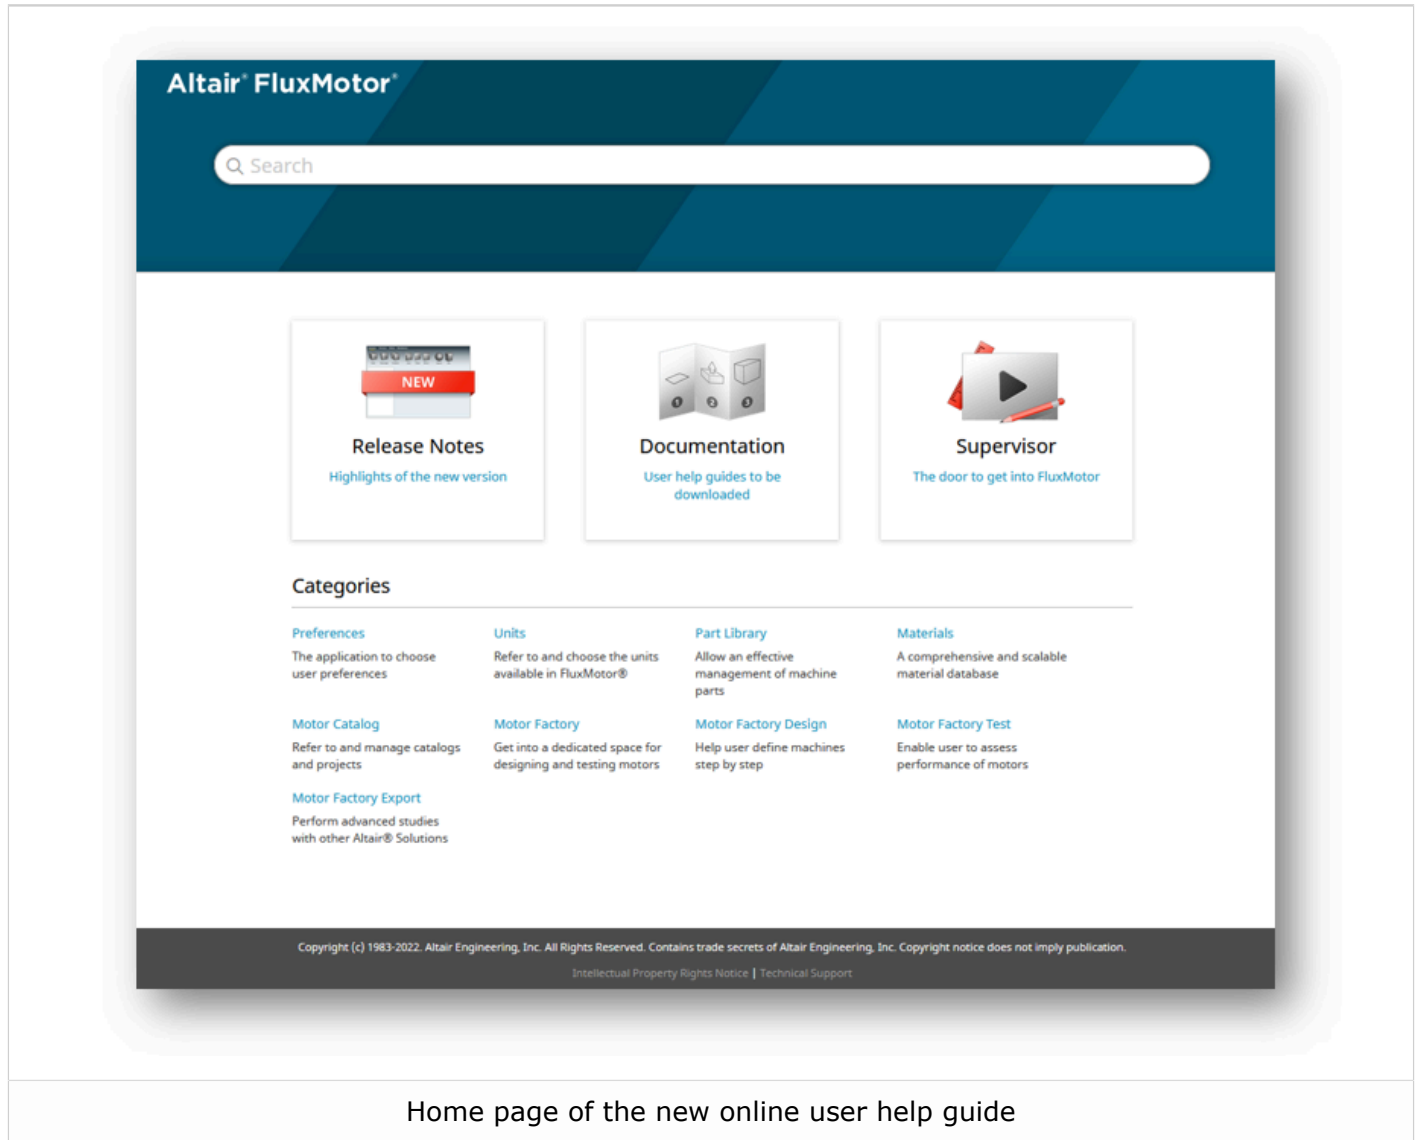 Altair® FluxMotor®
Search
NEW
1 2 3
Release Notes
Highlights of the new version
Documentation
User help guides to be
downloaded
Supervisor
The door to get into FluxMotor
Categories
Preferences
The application to choose
user preferences
Units
Refer to and choose the units
available in FluxMotor®
Part Library
Allow an effective
management of machine
parts
Materials
A comprehensive and scalable
material database
Motor Catalog
Refer to and manage catalogs
and projects
Motor Factory
Get into a dedicated space for
designing and testing motors
Motor Factory Design
Help user define machines
step by step
Motor Factory Test
Enable user to assess
performance of motors
Motor Factory Export
Perform advanced studies
with other Altair® Solutions
Copyright (c) 1983-2022. Altair Engineering, Inc. All Rights Reserved. Contains trade secrets of Altair Engineering, Inc. Copyright notice does not imply publication.
Intellectual Property Rights Notice | Technical Support
Home page of the new online user help guide